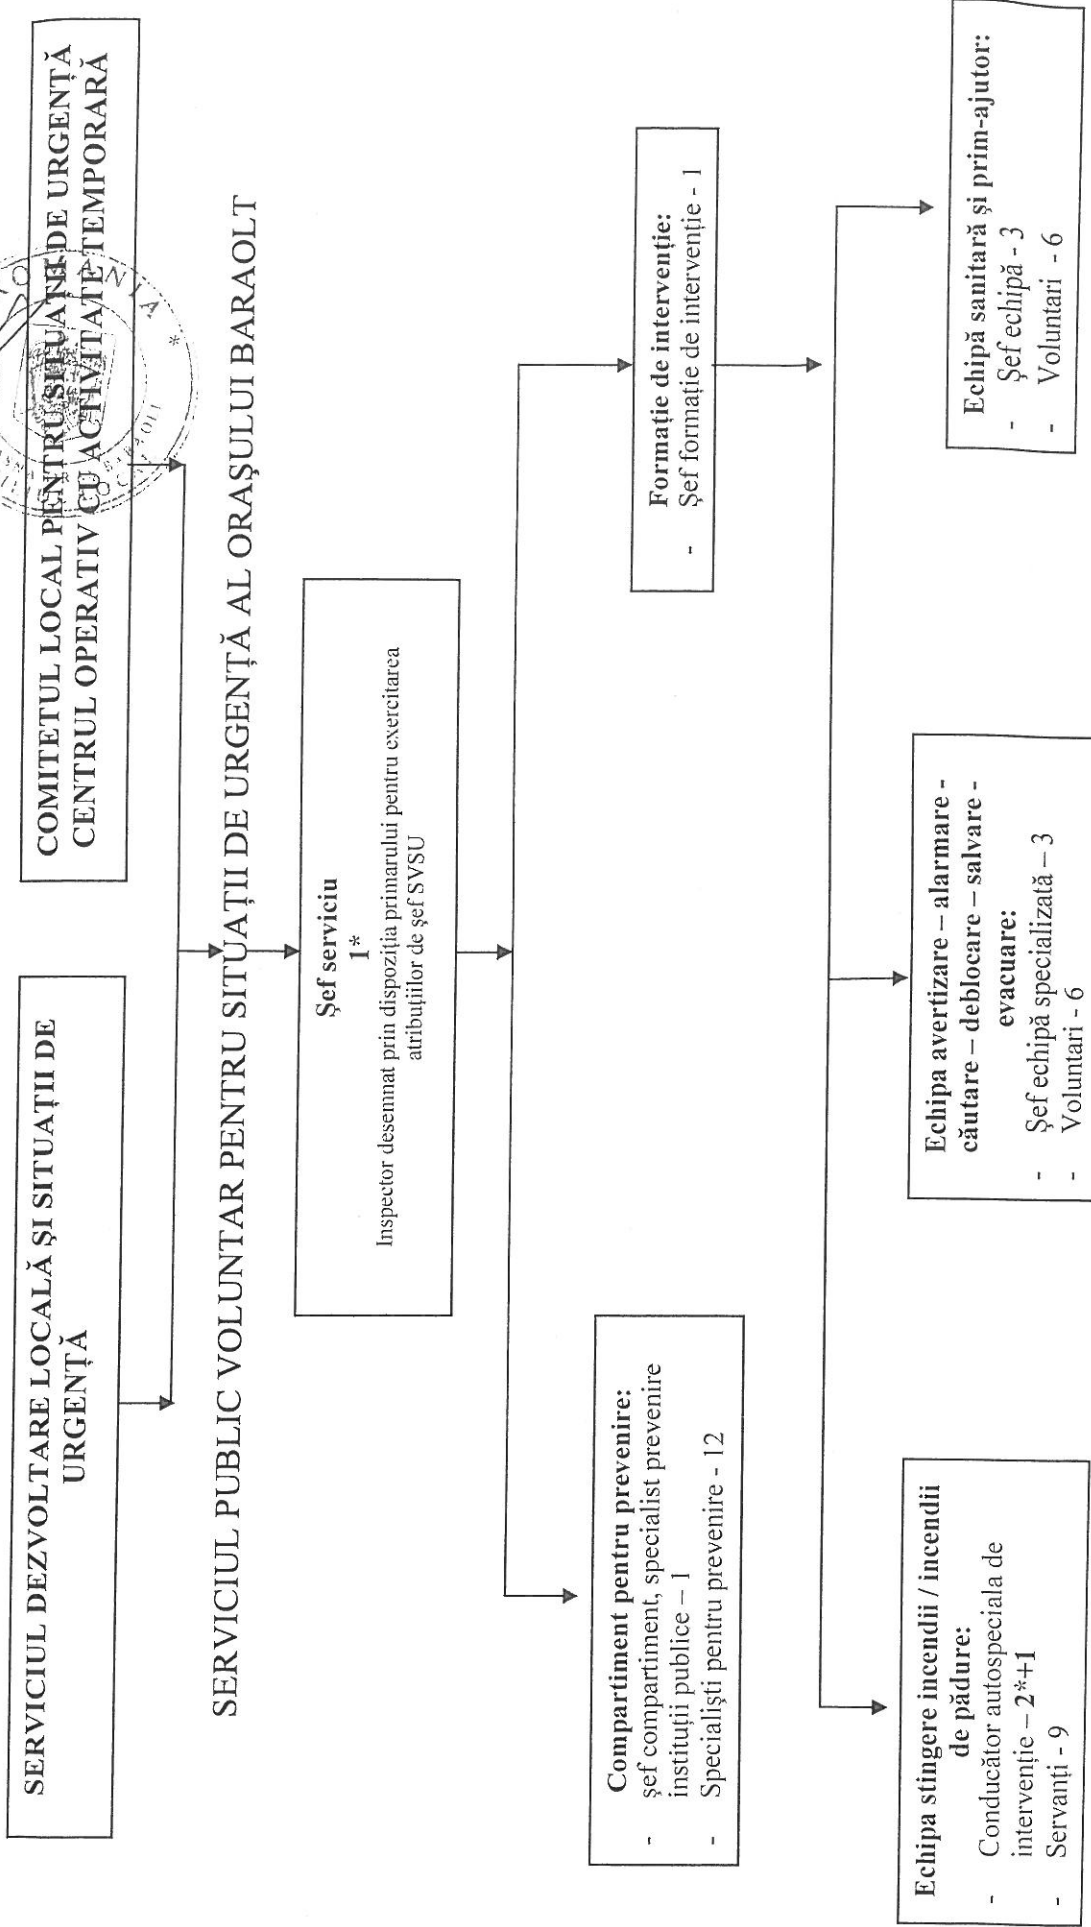 SERVICIUL DEZVOLTARE LOCALĂ ȘI SITUAȚII DE
URGENȚĂ
COMITETUL LOCAL PENTRU SITUAȚII DE URGENȚĂ
CENTRUL OPERATIV CU ACTIVITATE TEMPORARĂ
ROMÂNIA *
SERVICIUL PUBLIC VOLUNTAR PENTRU SITUAȚII DE URGENȚĂ AL ORAȘULUI BARAOLT
Șef serviciu
1*
Inspector desemnat prin dispoziția primarului pentru exercitarea
atribuțiilor de șef SVSU
Compartiment pentru prevenire:
- șef compartiment, specialist prevenire
instituții publice – 1
- Specialiști pentru prevenire - 12
Formație de intervenție:
- Șef formație de intervenție - 1
Echipa stingere incendii / incendii
de pădure:
- Conducător autospeciala de
intervenție – 2*+1
- Servanți - 9
Echipa avertizare – alarmare -
căutare – deblocare – salvare -
evacuare:
- Șef echipă specializată – 3
- Voluntari - 6
Echipă sanitară și prim-ajutor:
- Șef echipă - 3
- Voluntari - 6